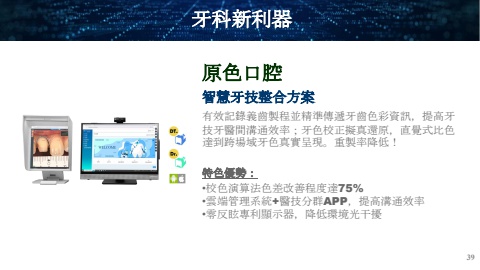 牙科新利器
原色口腔
智慧牙技整合方案
有效記錄義齒製程並精準傳遞牙齒色彩資訊，提高牙
技牙醫間溝通效率；牙色校正擬真還原，直覺式比色
達到跨場域牙色真實呈現，重製率降低！
特色優勢：
•校色演算法色差改善程度達75%
•雲端管理系統+醫技分群APP，提高溝通效率
•零反眩專利顯示器，降低環境光干擾
DT.
Dr.
WELCOME
39